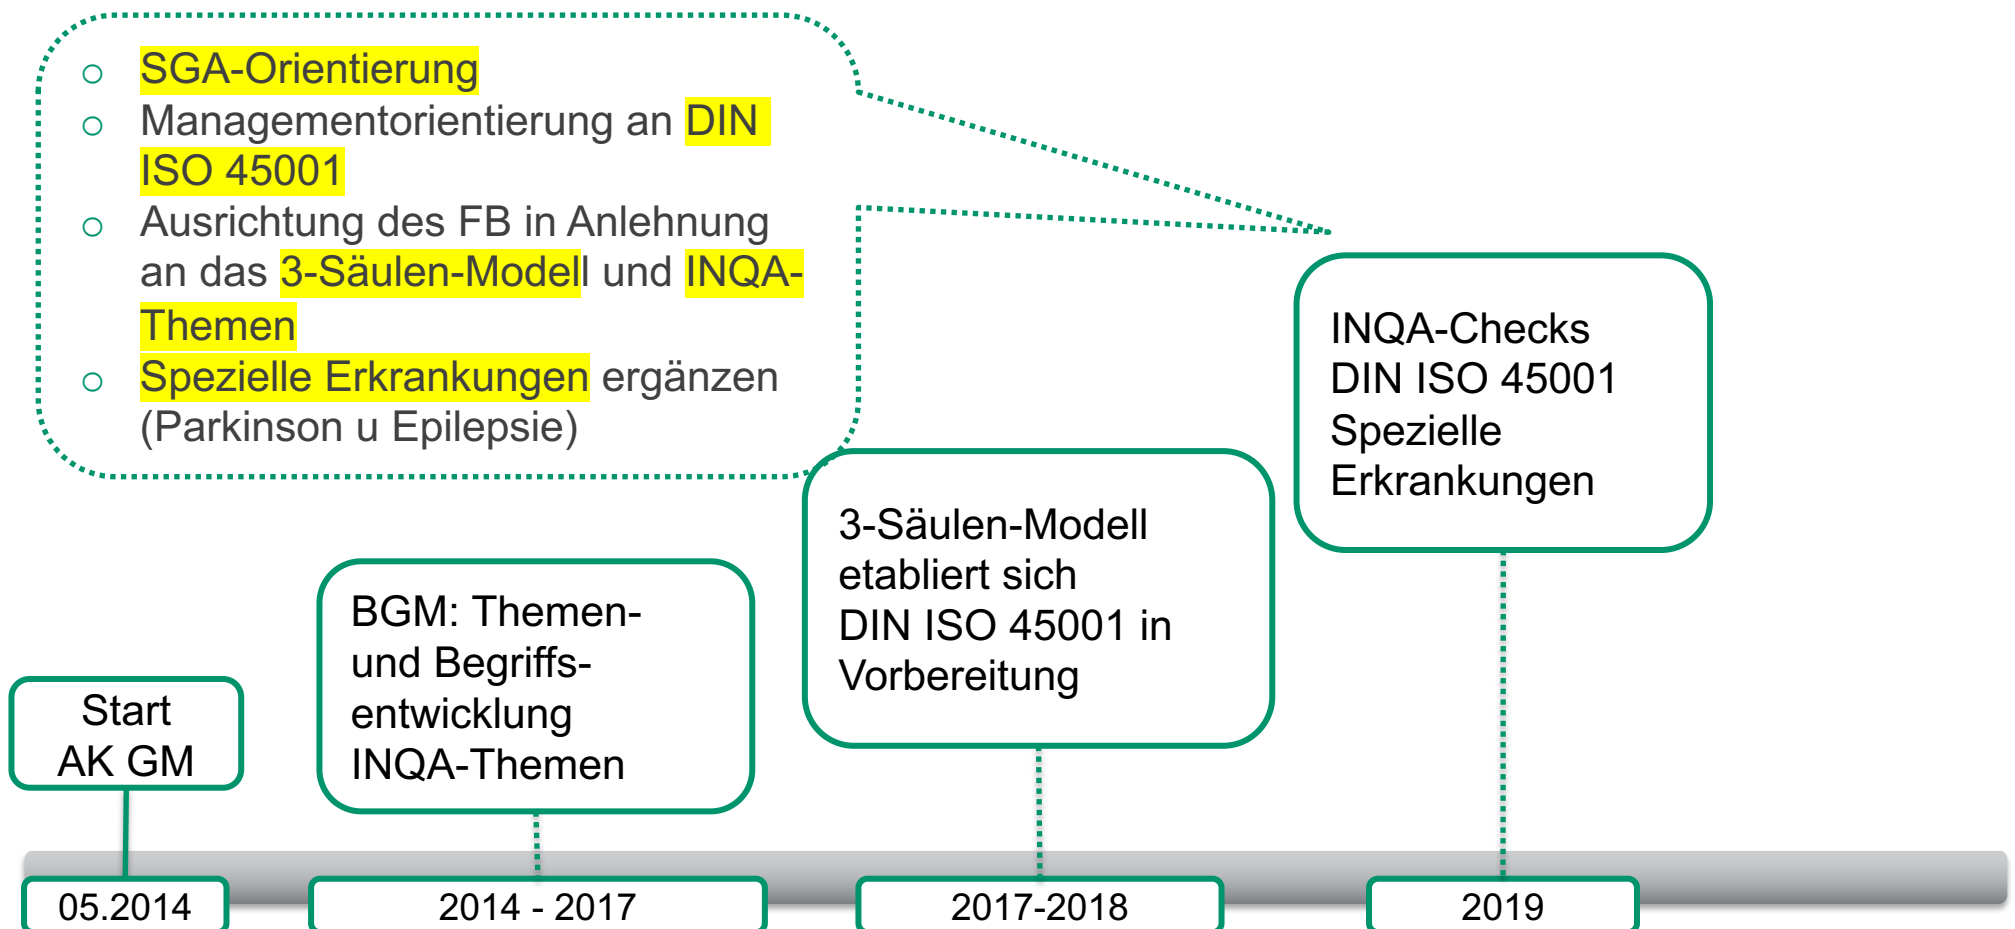 SGA-Orientierung
Managementorientierung an DIN
ISO 45001
Ausrichtung des FB in Anlehnung
an das 3-Säulen-Modell und INQA-
Themen
Spezielle Erkrankungen ergänzen
(Parkinson u Epilepsie)
INQA-Checks
DIN ISO 45001
Spezielle
Erkrankungen
3-Säulen-Modell
etabliert sich
DIN ISO 45001 in
Vorbereitung
BGM: Themen-
und Begriffs-
entwicklung
INQA-Themen
Start
AK GM
05.2014
2014 - 2017
2017-2018
2019